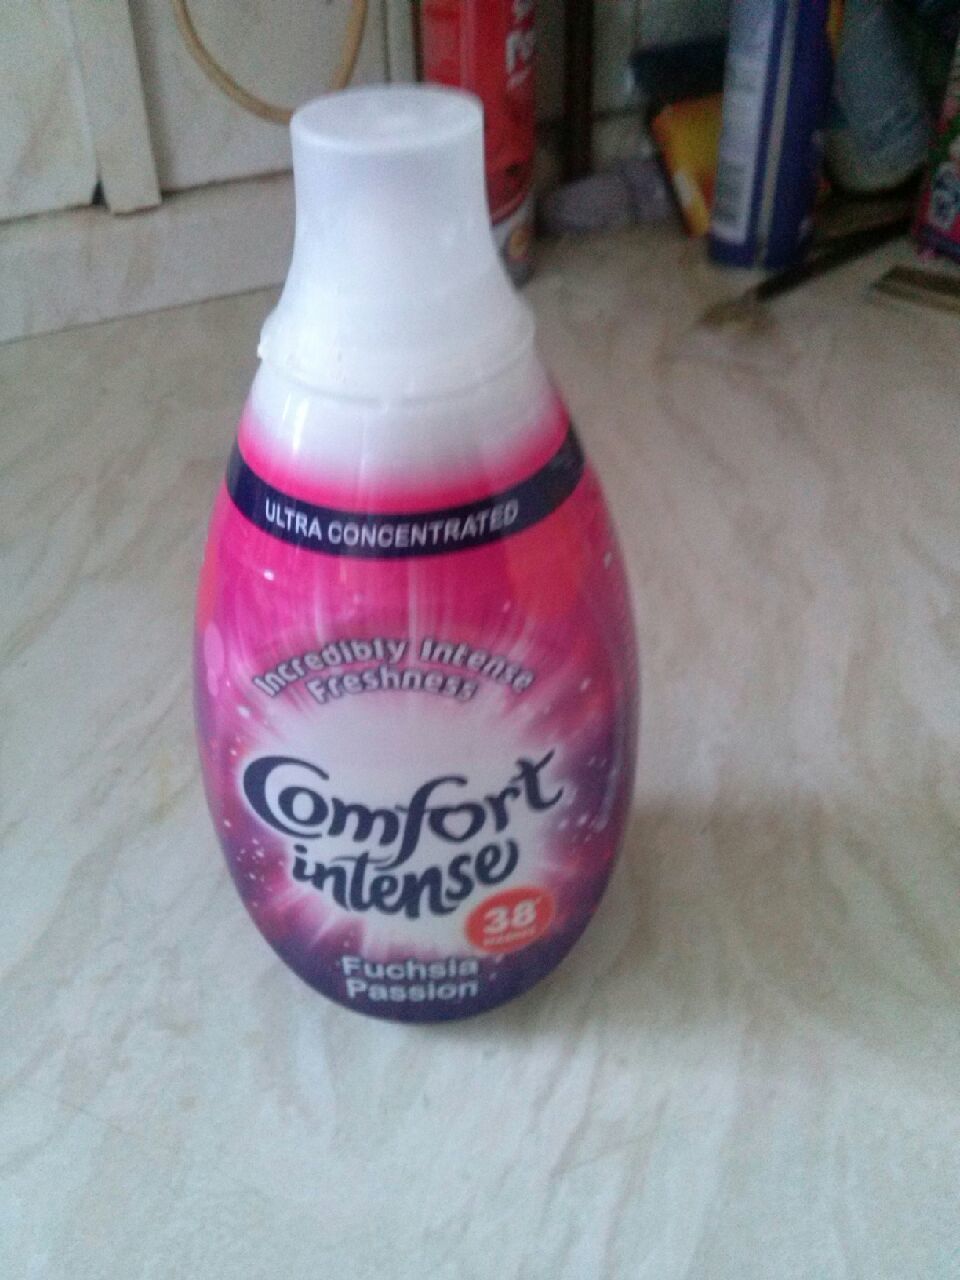 ULTRA CONCENTRATED
Incredibly Intense
Freshness
Comfort
intense
38
Fuchsia
Passion